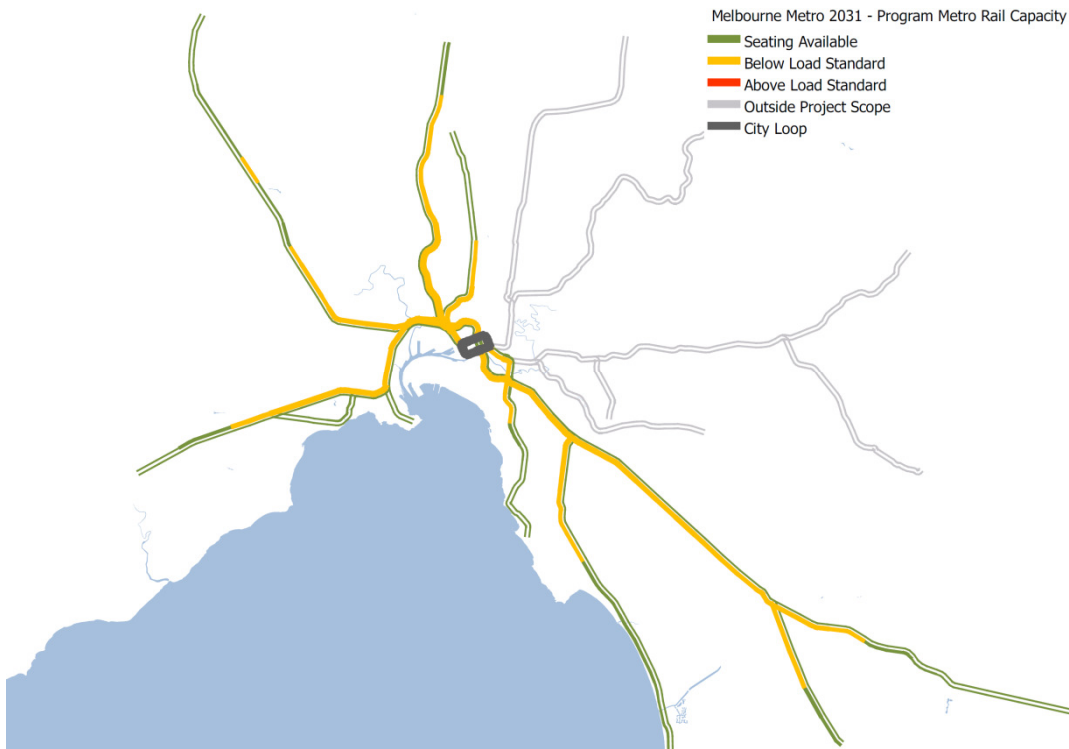 Melbourne Metro 2031 - Program Metro Rail Capacity
Seating Available
Below Load Standard
Above Load Standard
Outside Project Scope
City Loop